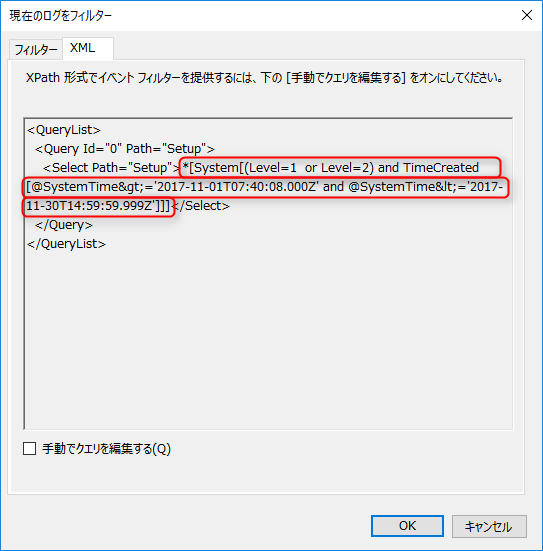 現在のログをフィルター
フィルター XML
XPath 形式でイベント フィルターを提供するには、下の [手動でクエリを編集する] をオンにしてください。
<QueryList>
<Query Id="0" Path="Setup">
<Select Path="Setup">*[System[(Level=1  or Level=2) and TimeCreated
[@SystemTime&gt;='2017-11-01T07:40:08.000Z' and @SystemTime&lt;='2017-
11-30T14:59:59.999Z']]]</Select>
</Query>
</QueryList>
手動でクエリを編集する(Q)
OK キャンセル